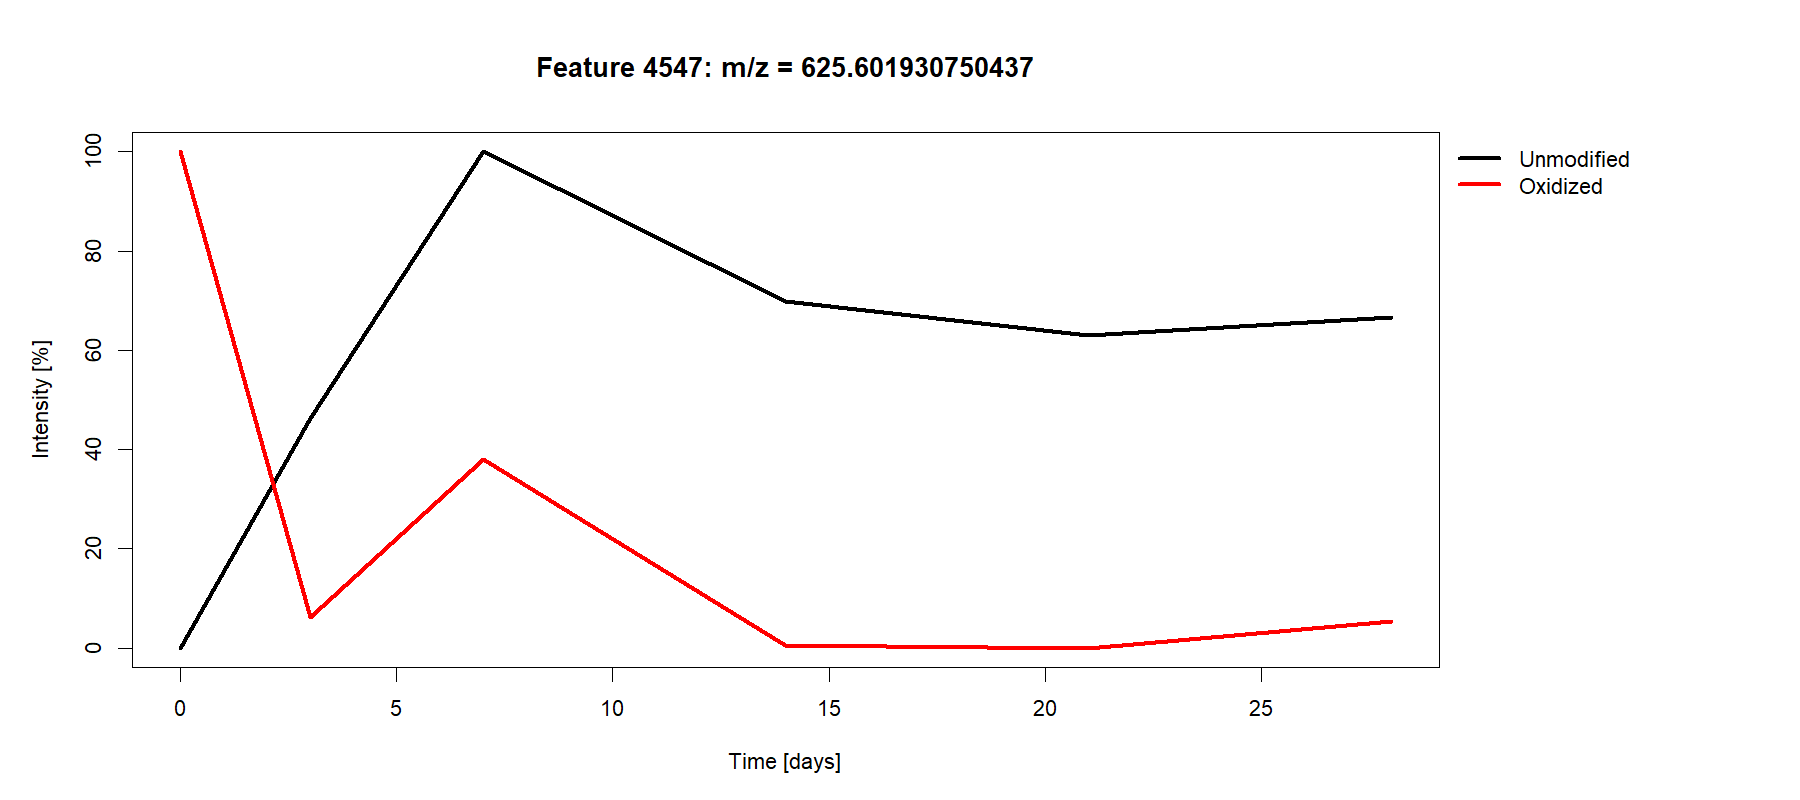 Feature 4547: m/z = 625.601930750437
Unmodified
Oxidized
Intensity [%]
100
80
60
40
20
0
0 5 10 15 20 25
Time [days]